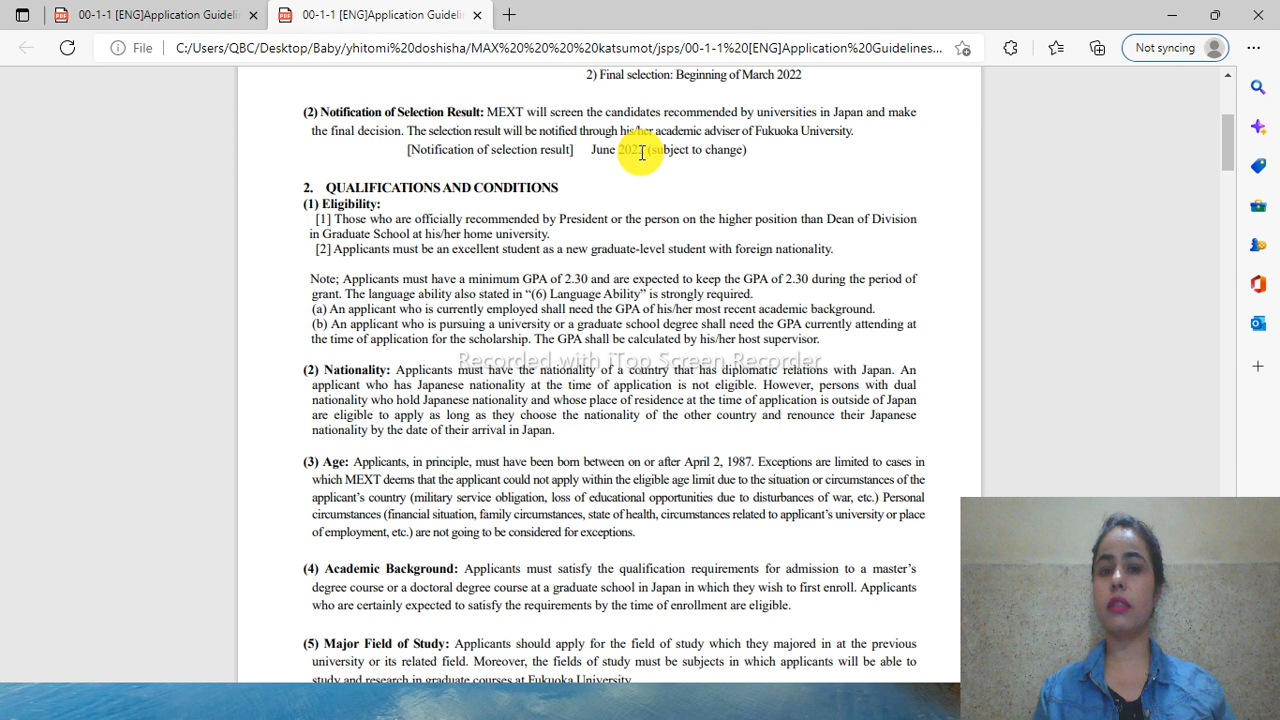 00-1-1 [ENG]Application Guideli
00-1-1 [ENG]Application Guideli
File
C:/Users/QBC/Desktop/Baby/yhitomi%20doshisha/MAX%20%20%20%20katsumot/jsps/00-1-1%20[ENG]Application%20Guidelines...
Not syncing
2) Final selection: Beginning of March 2022
(2) Notification of Selection Result: MEXT will screen the candidates recommended by universities in Japan and make
the final decision. The selection result will be notified through his/her academic adviser of Fukuoka University.
[Notification of selection result] June 2022 (subject to change)
2. QUALIFICATIONS AND CONDITIONS
(1) Eligibility:
[1] Those who are officially recommended by President or the person on the higher position than Dean of Division
in Graduate School at his/her home university.
[2] Applicants must be an excellent student as a new graduate-level student with foreign nationality.
Note; Applicants must have a minimum GPA of 2.30 and are expected to keep the GPA of 2.30 during the period of
grant. The language ability also stated in “(6) Language Ability” is strongly required.
(a) An applicant who is currently employed shall need the GPA of his/her most recent academic background.
(b) An applicant who is pursuing a university or a graduate school degree shall need the GPA currently attending at
the time of application for the scholarship. The GPA shall be calculated by his/her host supervisor.
Recorded with iTop Screen Recorder
(2) Nationality: Applicants must have the nationality of a country that has diplomatic relations with Japan. An
applicant who has Japanese nationality at the time of application is not eligible. However, persons with dual
nationality who hold Japanese nationality and whose place of residence at the time of application is outside of Japan
are eligible to apply as long as they choose the nationality of the other country and renounce their Japanese
nationality by the date of their arrival in Japan.
(3) Age: Applicants, in principle, must have been born between on or after April 2, 1987. Exceptions are limited to cases in
which MEXT deems that the applicant could not apply within the eligible age limit due to the situation or circumstances of the
applicant’s country (military service obligation, loss of educational opportunities due to disturbances of war, etc.) Personal
circumstances (financial situation, family circumstances, state of health, circumstances related to applicant’s university or place
of employment, etc.) are not going to be considered for exceptions.
(4) Academic Background: Applicants must satisfy the qualification requirements for admission to a master’s
degree course or a doctoral degree course at a graduate school in Japan in which they wish to first enroll. Applicants
who are certainly expected to satisfy the requirements by the time of enrollment are eligible.
(5) Major Field of Study: Applicants should apply for the field of study which they majored in at the previous
university or its related field. Moreover, the fields of study must be subjects in which applicants will be able to
study and research in graduate courses at Fukuoka University.